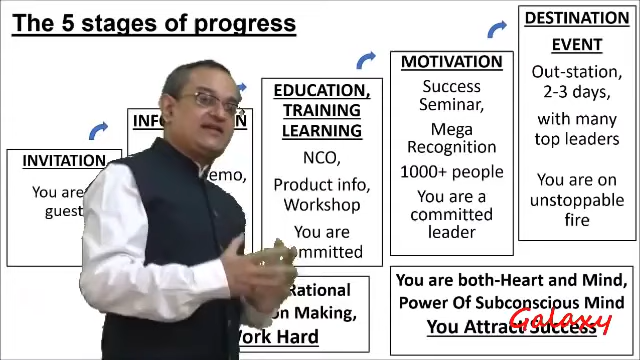 The 5 stages of progress
INVITATION
You are
guest
INFO
emo,
EDUCATION,
TRAINING
LEARNING
NCO,
Product info,
Workshop
You are
committed
MOTIVATION
Success
Seminar,
Mega
Recognition
1000+ people
You are a
committed
leader
DESTINATION
EVENT
Out-station,
2-3 days,
with many
top leaders
You are on
unstoppable
fire
Rational
on Making,
Work Hard
You are both-Heart and Mind,
Power Of Subconscious Mind
You Attract Success
Galaxy